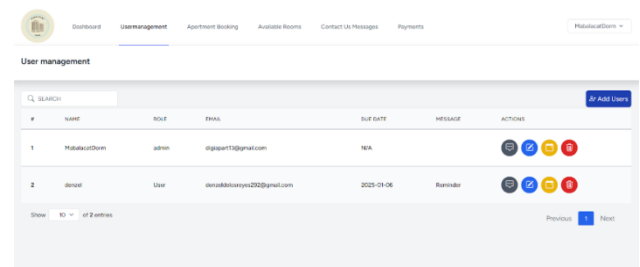 Dashboard Usermanagement Apartment Booking Available Rooms Contact Us Messages Payments MabalacatDorm
User management
SEARCH Add Users
# NAME ROLE EMAIL DUE DATE MESSAGE ACTIONS
1 MabalacatDorm admin N/A
2 denzel User 2025-01-06 Reminder
Show 10 of 2 entries Previous 1 Next